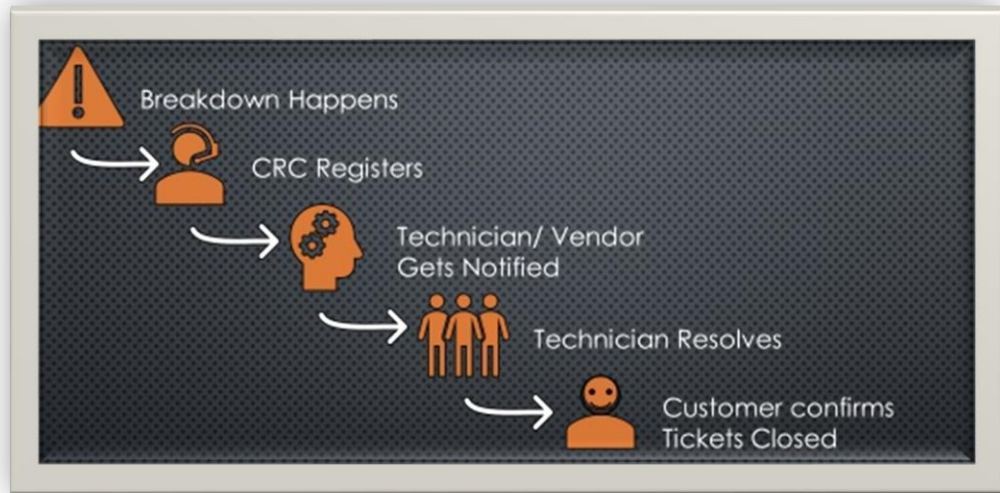 Breakdown Happens
CRC Registers
Technician/ Vendor
Gets Notified
Technician Resolves
Customer confirms
Tickets Closed